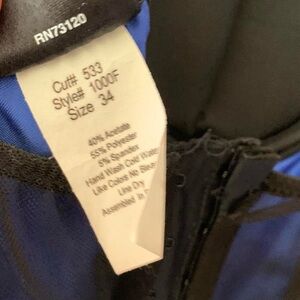 RN73120
Cut# 533
Style# 1000F
Size 34
40% Acetate
55% Polyester
5% Spandex
Hand Wash Cold Water
Like Colors No
Line Dry
Assembled In